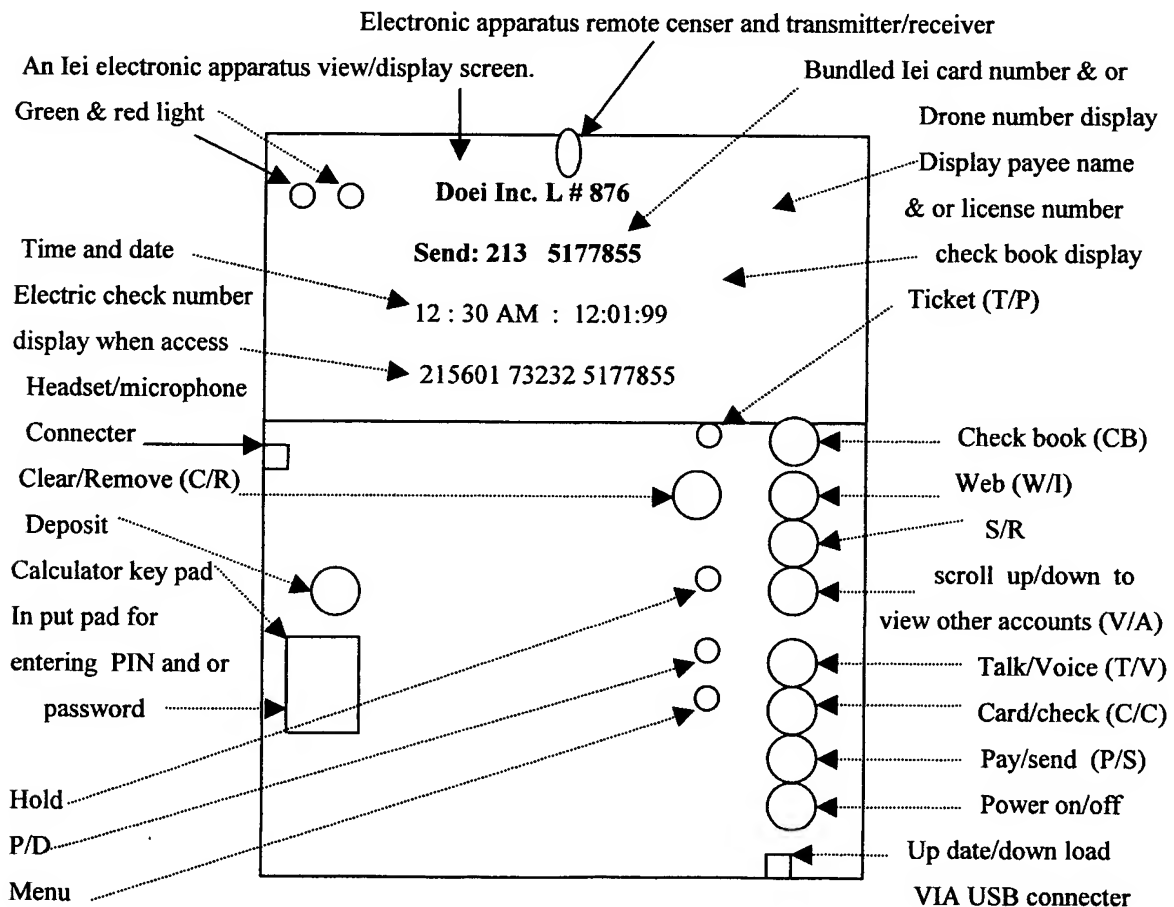 Electronic apparatus remote censer and transmitter/receiver
An Iei electronic apparatus view/display screen.
Bundled Iei card number & or
Green & red light
Drone number display
Display payee name
Doei Inc. L # 876
& or license number
Time and date
Send: 213 5177855
check book display
Electric check number
12 : 30 AM : 12:01:99
Ticket (T/P)
display when access
215601 73232 5177855
Headset/microphone
Connecter
Check book (CB)
Clear/Remove (C/R)
Web (W/I)
Deposit
S/R
Calculator key pad
scroll up/down to
In put pad for
view other accounts (V/A)
entering PIN and or
Talk/Voice (T/V)
password
Card/check (C/C)
Pay/send (P/S)
Hold
Power on/off
P/D
Up date/down load
Menu
VIA USB connecter